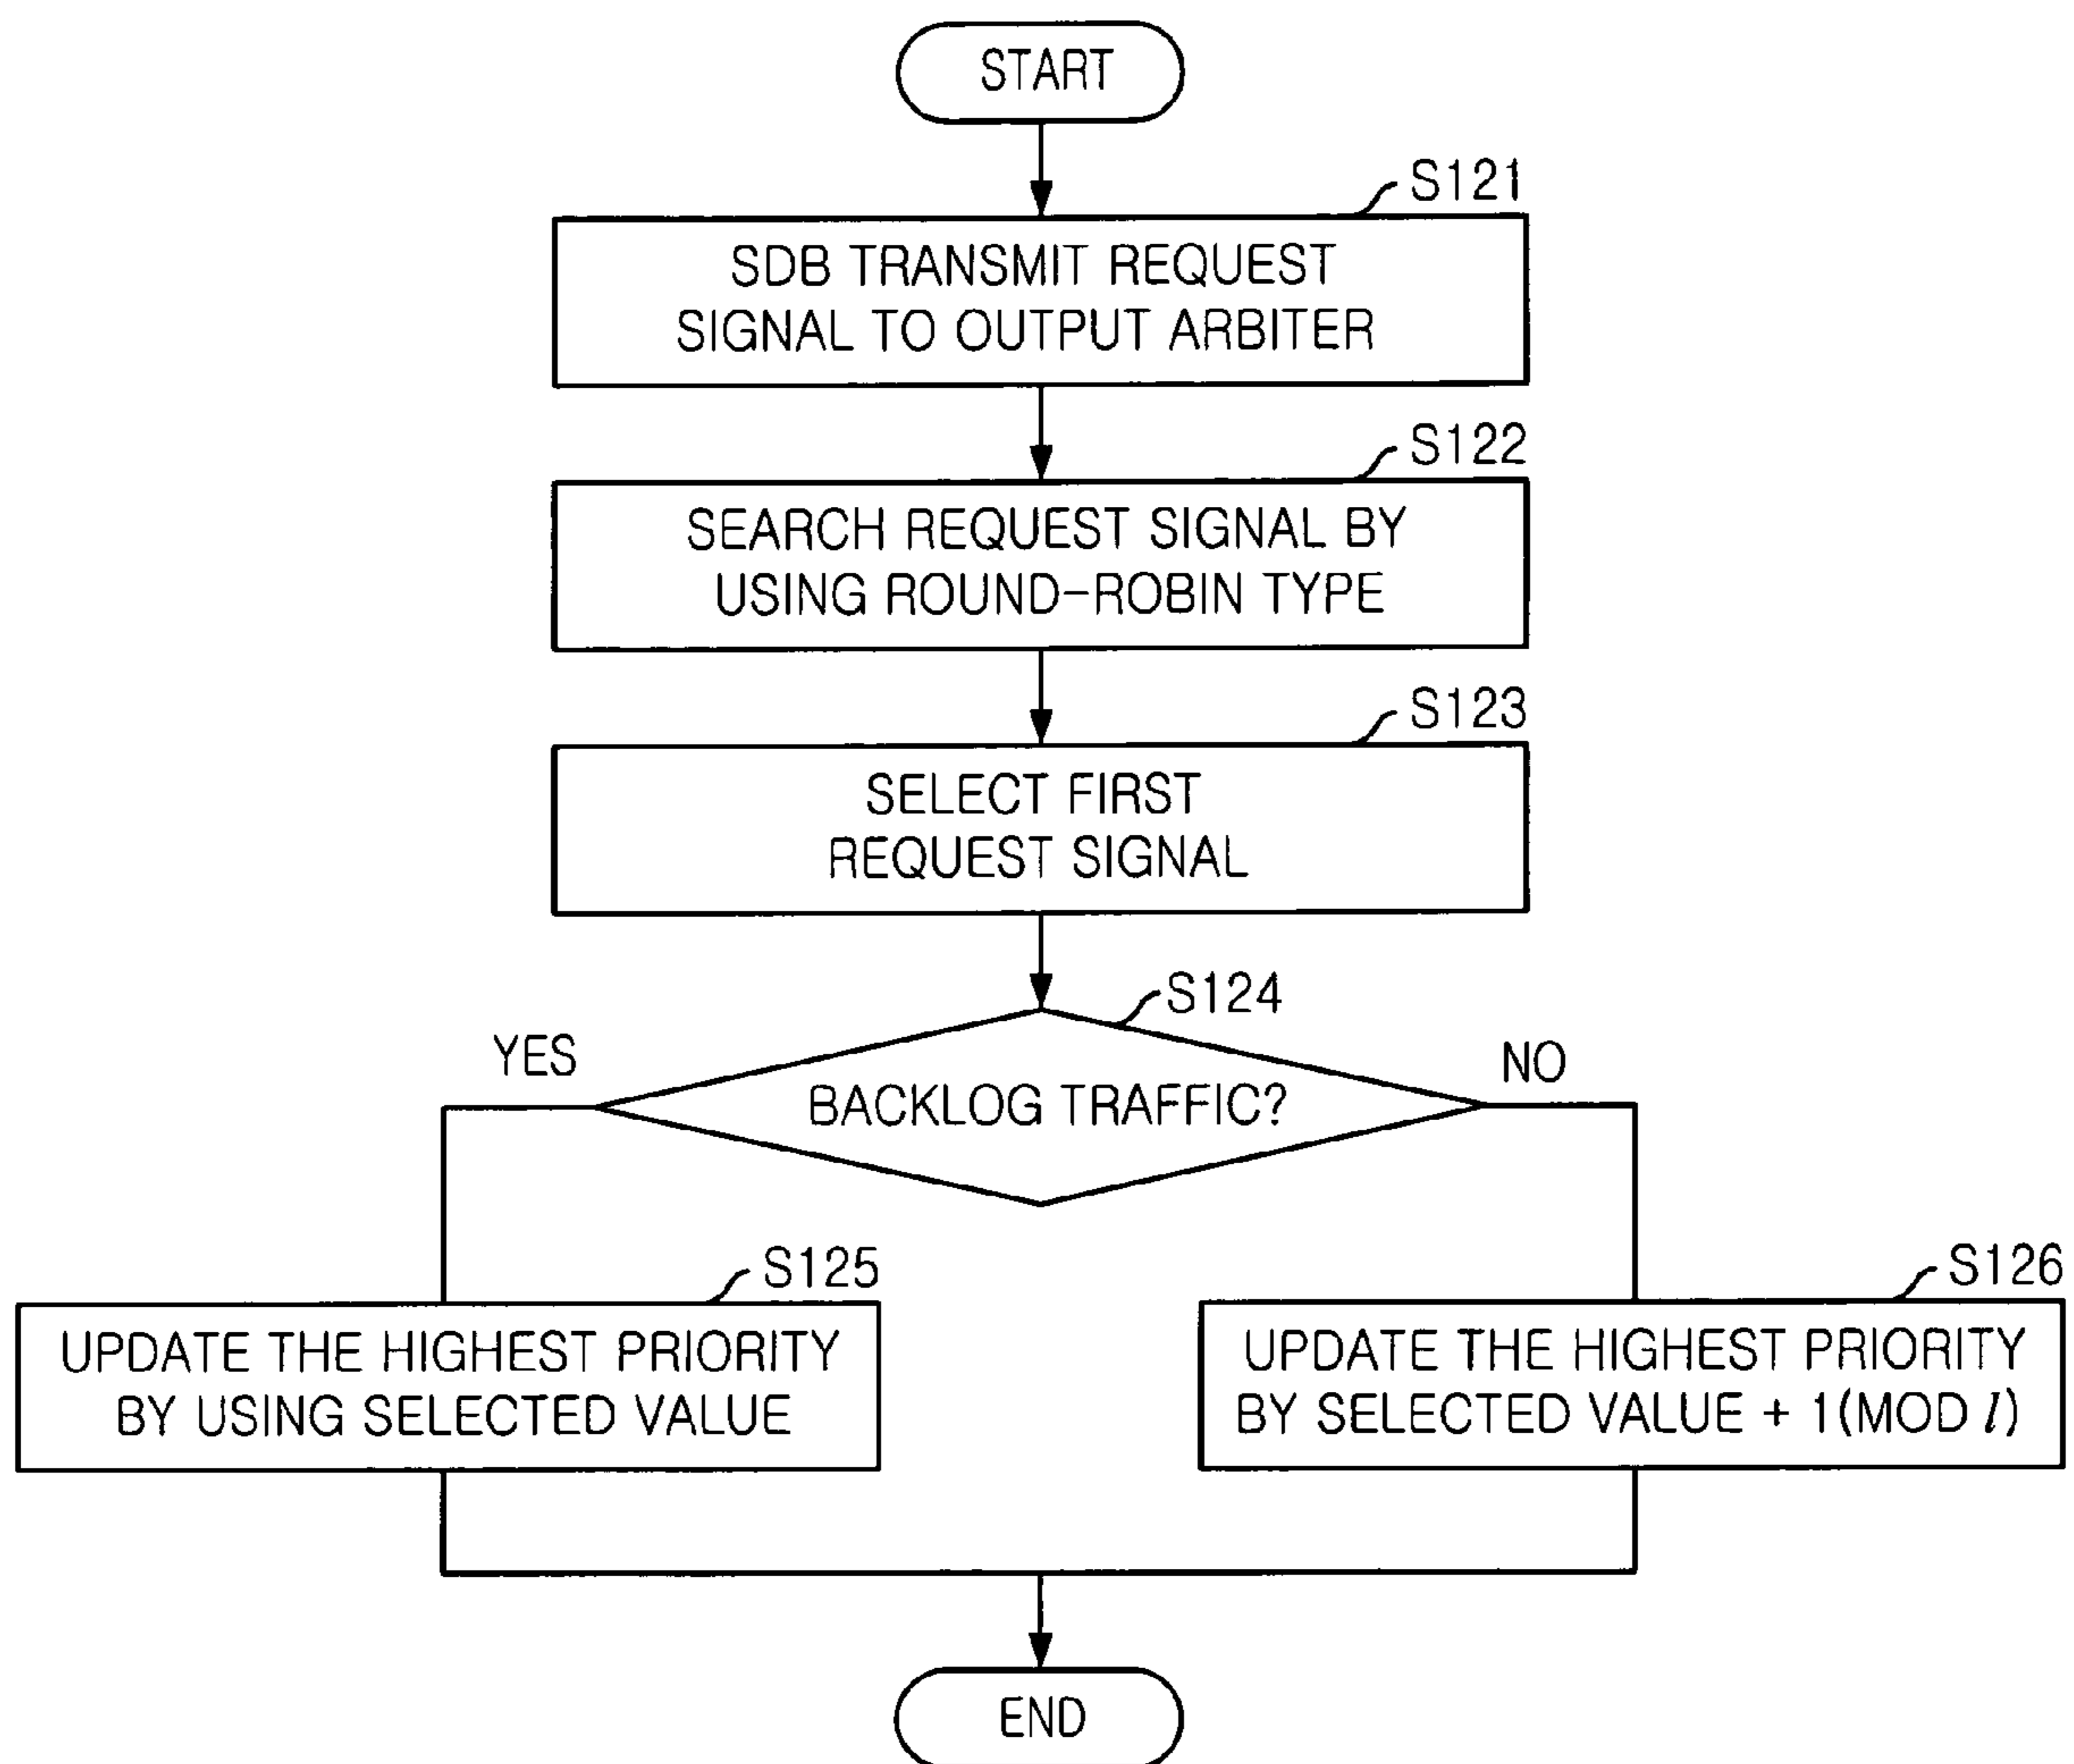 START
S121
SDB TRANSMIT REQUEST
SIGNAL TO OUTPUT ARBITER
S122
SEARCH REQUEST SIGNAL BY
USING ROUND-ROBIN TYPE
S123
SELECT FIRST
REQUEST SIGNAL
S124
YES
NO
BACKLOG TRAFFIC?
S125
UPDATE THE HIGHEST PRIORITY
BY USING SELECTED VALUE
S126
UPDATE THE HIGHEST PRIORITY
BY SELECTED VALUE + 1(MOD l)
END